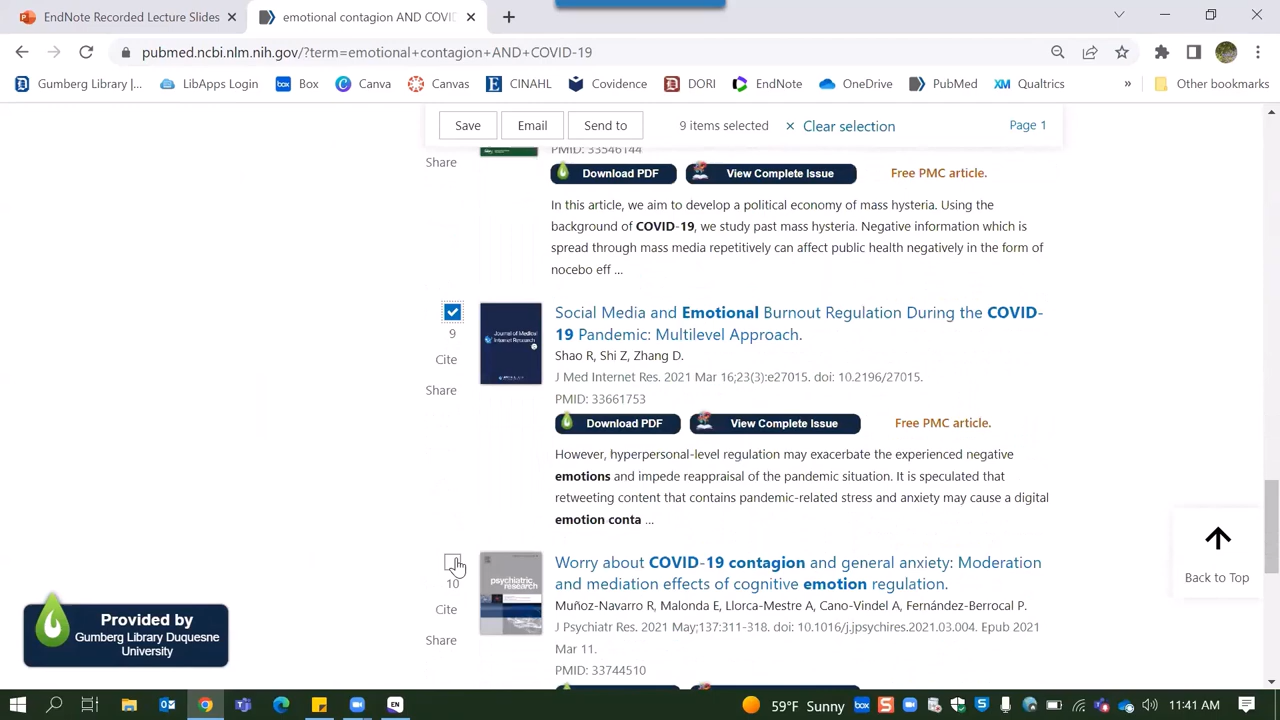 EndNote Recorded Lecture Slides
emotional contagion AND COVID
pubmed.ncbi.nlm.nih.gov/?term=emotional+contagion+AND+COVID-19
Gumberg Library |... LibApps Login Box Canva Canvas CINAHL Covidence DORI EndNote OneDrive PubMed Qualtrics » Other bookmarks
Save Email Send to 9 items selected × Clear selection Page 1
PMID: 33546144
Share
Download PDF View Complete Issue Free PMC article.
In this article, we aim to develop a political economy of mass hysteria. Using the
background of COVID-19, we study past mass hysteria. Negative information which is
spread through mass media repetitively can affect public health negatively in the form of
nocebo eff ...
9
Cite
Share
Journal of Medical
Internet Research
Social Media and Emotional Burnout Regulation During the COVID-
19 Pandemic: Multilevel Approach.
Shao R, Shi Z, Zhang D.
J Med Internet Res. 2021 Mar 16;23(3):e27015. doi: 10.2196/27015.
PMID: 33661753
Download PDF View Complete Issue Free PMC article.
However, hyperpersonal-level regulation may exacerbate the experienced negative
emotions and impede reappraisal of the pandemic situation. It is speculated that
retweeting content that contains pandemic-related stress and anxiety may cause a digital
emotion conta ...
10
Cite
Share
psychiatric
research
Worry about COVID-19 contagion and general anxiety: Moderation
and mediation effects of cognitive emotion regulation.
Muñoz-Navarro R, Malonda E, Llorca-Mestre A, Cano-Vindel A, Fernández-Berrocal P.
J Psychiatr Res. 2021 May;137:311-318. doi: 10.1016/j.jpsychires.2021.03.004. Epub 2021
Mar 11.
PMID: 33744510
Back to Top
Provided by
Gumberg Library Duquesne
University
59°F Sunny
11:41 AM